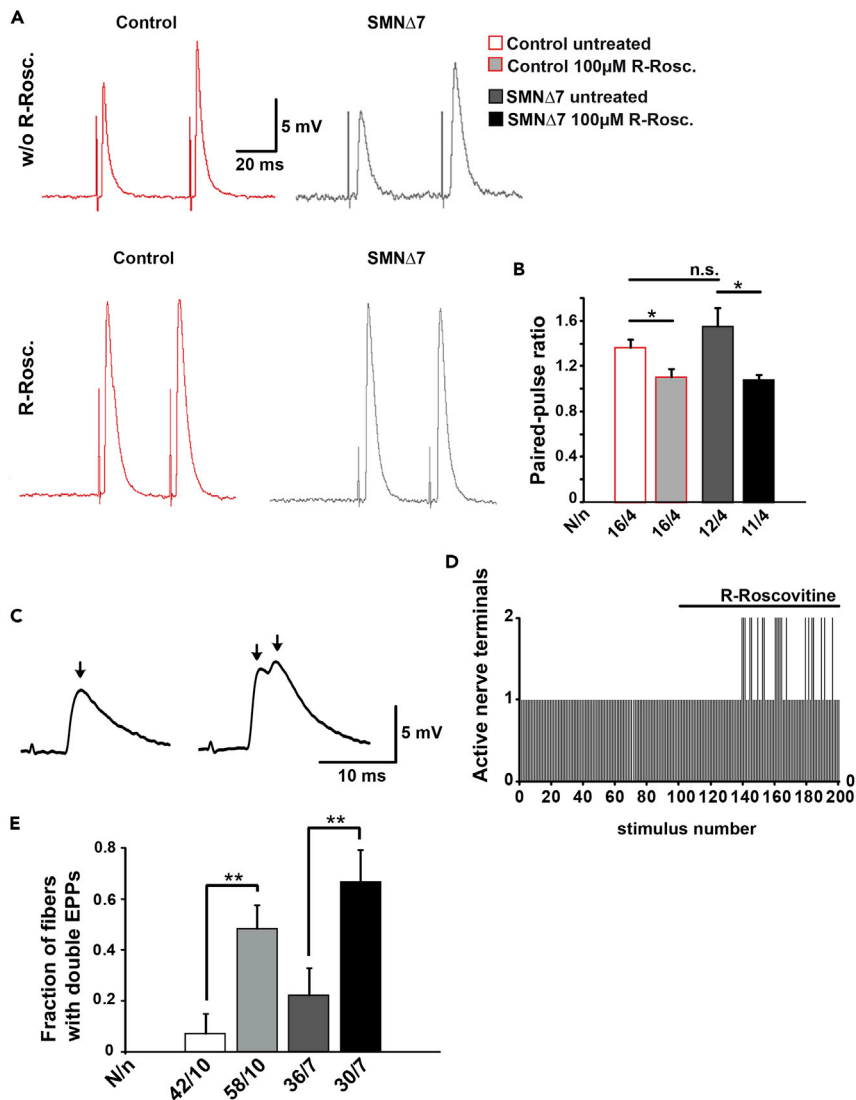 A
Control
SMNΔ7
w/o R-Rosc.
5 mV
20 ms
Control untreated
Control 100µM R-Rosc.
SMNΔ7 untreated
SMNΔ7 100µM R-Rosc.
Control
SMNΔ7
R-Rosc.
B
n.s.
*
*
Paired-pulse ratio
1.6
1.2
0.8
0.4
0
N/n
16/4
16/4
12/4
11/4
C
5 mV
10 ms
D
R-Roscovitine
Active nerve terminals
2
1
0
0
0 20 40 60 80 100 120 140 160 180 200
stimulus number
E
**
**
Fraction of fibers
with double EPPs
0.8
0.6
0.4
0.2
0
N/n
42/10
58/10
36/7
30/7